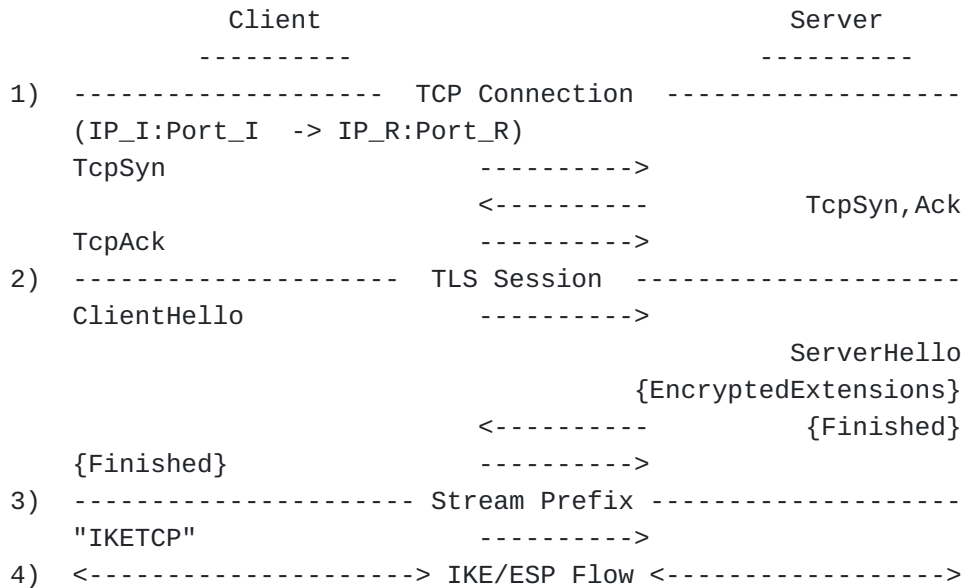 Client                              Server
            ----------                          ----------
1)  --------------------  TCP Connection  -------------------
    (IP_I:Port_I  -> IP_R:Port_R)
    TcpSyn                    ---------->
                              <----------          TcpSyn,Ack
    TcpAck                    ---------->
2)  ---------------------  TLS Session  ---------------------
    ClientHello               ---------->
                                                  ServerHello
                                        {EncryptedExtensions}
                              <----------          {Finished}
    {Finished}                ---------->
3)  ---------------------- Stream Prefix --------------------
    "IKETCP"                  ---------->
4)  <----------------------> IKE/ESP Flow <------------------>